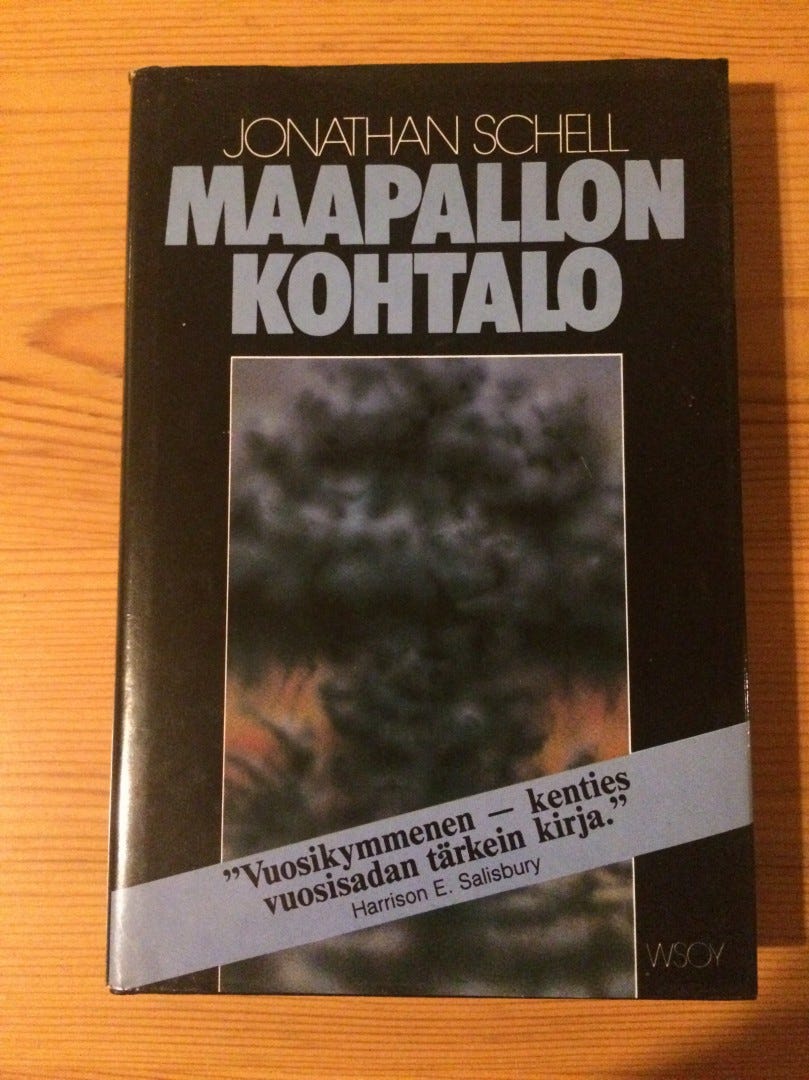 JONATHAN SCHELL
MAAPALLON
KOHTALO
”Vuosikymmenen – kenties
vuosisadan tärkein kirja.”
Harrison E. Salisbury
WSOY